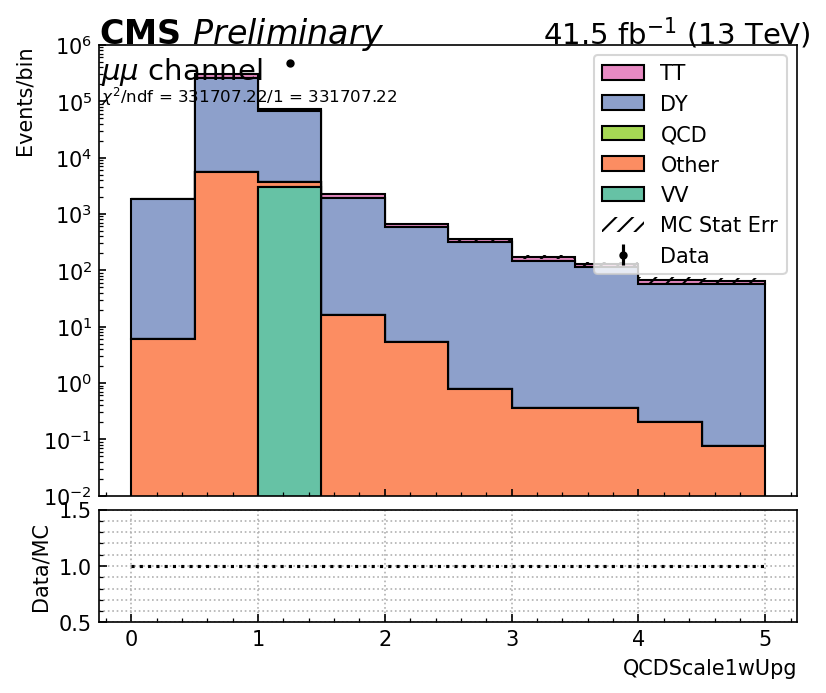 CMS Preliminary 41.5 fb⁻¹ (13 TeV)
μμ channel
χ²/ndf = 331707.22/1 = 331707.22
Events/bin
10⁶
10⁵
10⁴
10³
10²
10¹
10⁰
10⁻¹
10⁻²
TT
DY
QCD
Other
VV
MC Stat Err
Data
Data/MC
1.5
1.0
0.5
0 1 2 3 4 5
QCDScale1wUpg